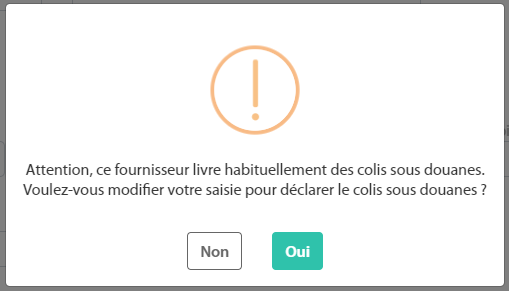 Attention, ce fournisseur livre habituellement des colis sous douanes.
Voulez-vous modifier votre saisie pour déclarer le colis sous douanes ?
Non
Oui